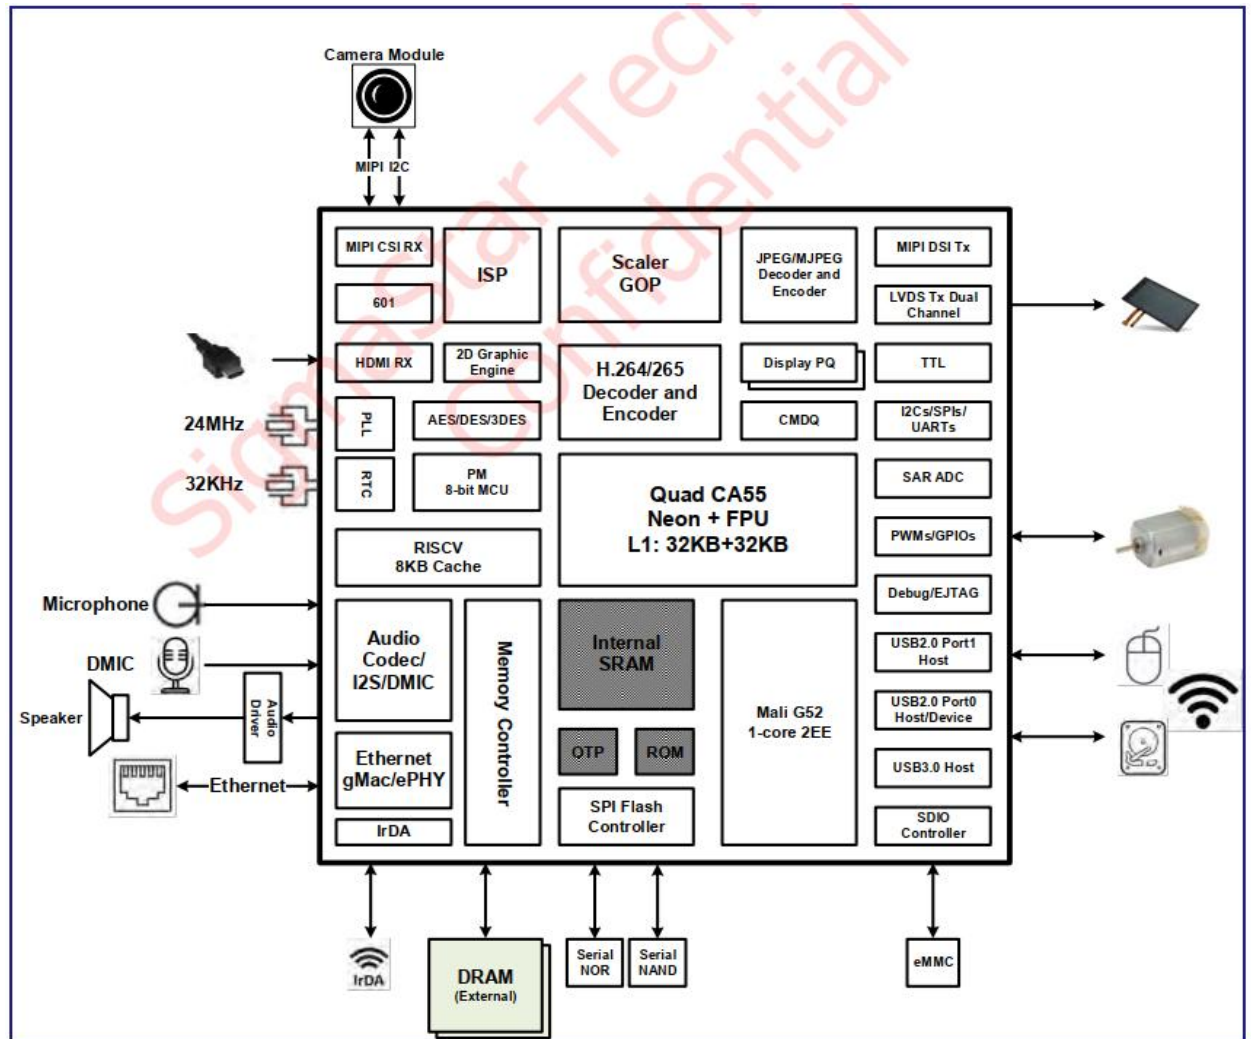 Camera Module
MIPI I2C
MIPI CSI RX
ISP
Scaler
GOP
JPEG/MJPEG
Decoder and
Encoder
MIPI DSI Tx
601
LVDS Tx Dual
Channel
HDMI RX
2D Graphic
Engine
H.264/265
Decoder and
Encoder
Display PQ
TTL
24MHz
PLL
AES/DES/3DES
CMDQ
I2Cs/SPIs/
UARTs
32KHz
RTC
PM
8-bit MCU
Quad CA55
Neon + FPU
L1: 32KB+32KB
SAR ADC
RISCV
8KB Cache
PWMs/GPIOs
Debug/EJTAG
Microphone
Audio
Codec/
I2S/DMIC
Memory Controller
Internal
SRAM
Mali G52
1-core 2EE
USB2.0 Port1
Host
DMIC
Speaker
Audio
Driver
USB2.0 Port0
Host/Device
Ethernet
Ethernet
gMac/ePHY
OTP
ROM
USB3.0 Host
IrDA
SPI Flash
Controller
SDIO
Controller
IrDA
DRAM
(External)
Serial
NOR
Serial
NAND
eMMC
SigmaStar Tech
Confidential